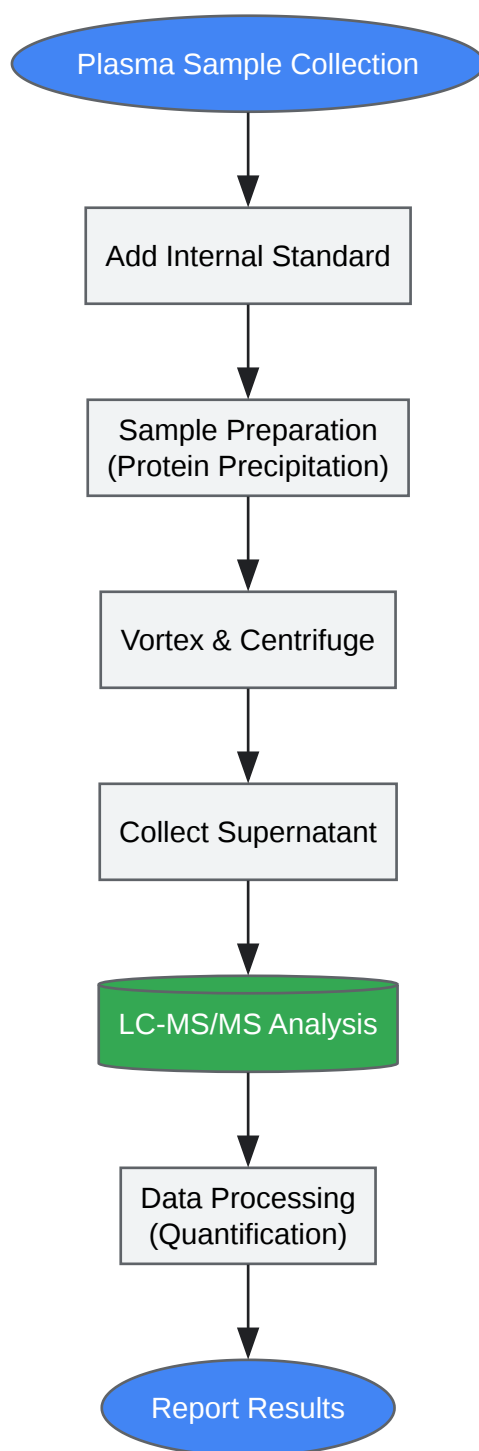 Plasma Sample Collection
Add Internal Standard
Sample Preparation
(Protein Precipitation)
Vortex & Centrifuge
Collect Supernatant
LC-MS/MS Analysis
Data Processing
(Quantification)
Report Results